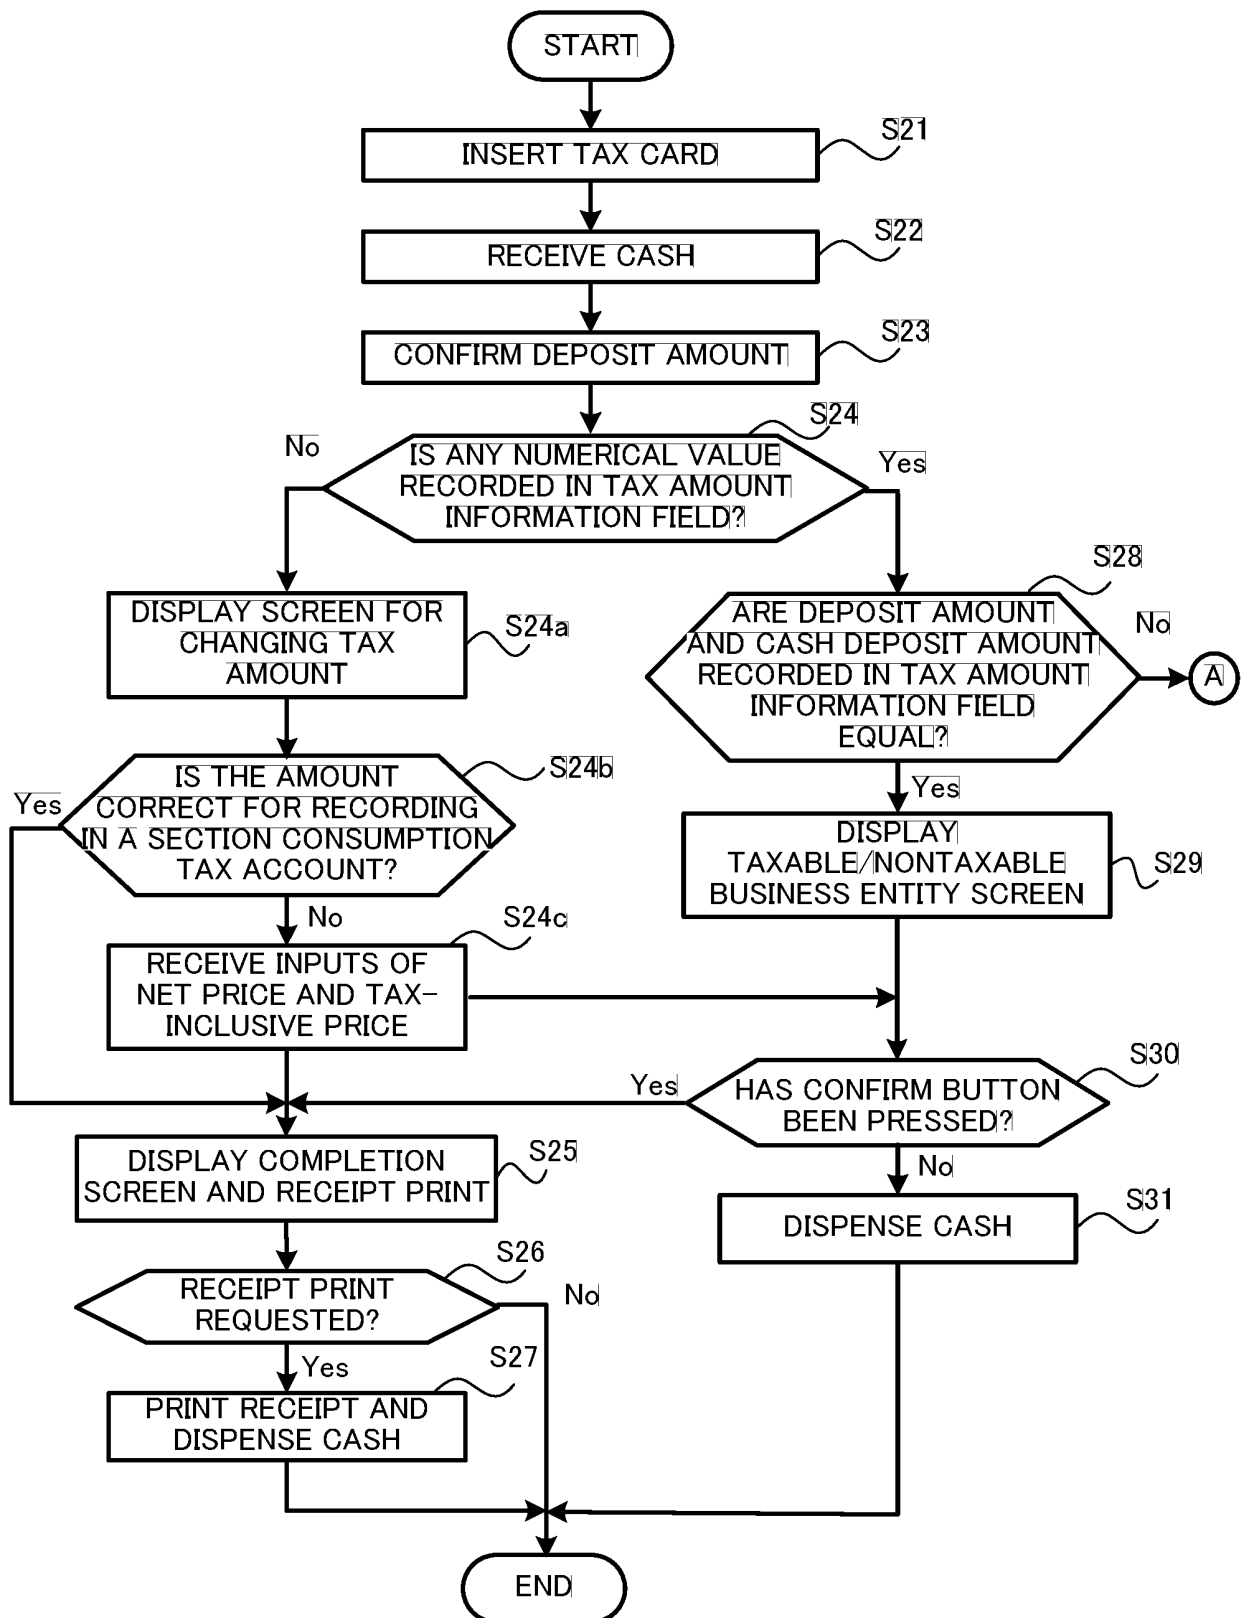 START
S21
INSERT TAX CARD
S22
RECEIVE CASH
S23
CONFIRM DEPOSIT AMOUNT
S24
No
IS ANY NUMERICAL VALUE
RECORDED IN TAX AMOUNT
INFORMATION FIELD?
Yes
DISPLAY SCREEN FOR
CHANGING TAX
AMOUNT
S24a
S28
ARE DEPOSIT AMOUNT
AND CASH DEPOSIT AMOUNT
RECORDED IN TAX AMOUNT
INFORMATION FIELD
EQUAL?
No
A
Yes
IS THE AMOUNT
CORRECT FOR RECORDING
IN A SECTION CONSUMPTION
TAX ACCOUNT?
S24b
Yes
No
DISPLAY
TAXABLE/NONTAXABLE
BUSINESS ENTITY SCREEN
S29
S24c
RECEIVE INPUTS OF
NET PRICE AND TAX-
INCLUSIVE PRICE
Yes
HAS CONFIRM BUTTON
BEEN PRESSED?
S30
No
DISPLAY COMPLETION
SCREEN AND RECEIPT PRINT
S25
DISPENSE CASH
S31
RECEIPT PRINT
REQUESTED?
S26
No
Yes
S27
PRINT RECEIPT AND
DISPENSE CASH
END